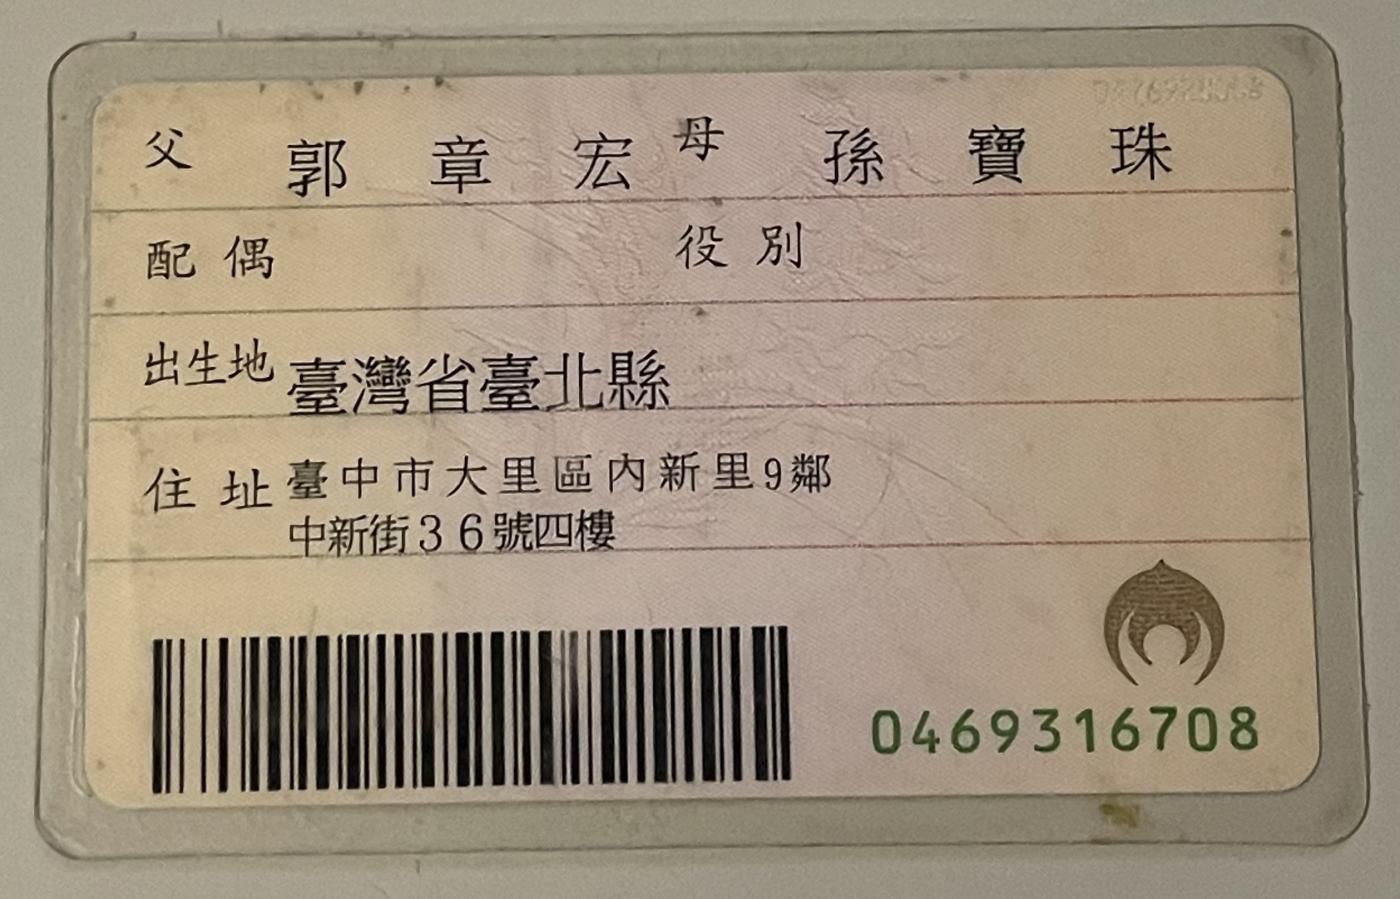 父 郭章宏 母 孫寶珠
配偶 役別
出生地 臺灣省臺北縣
住址 臺中市大里區內新里9鄰
中新街36號四樓
0469316708